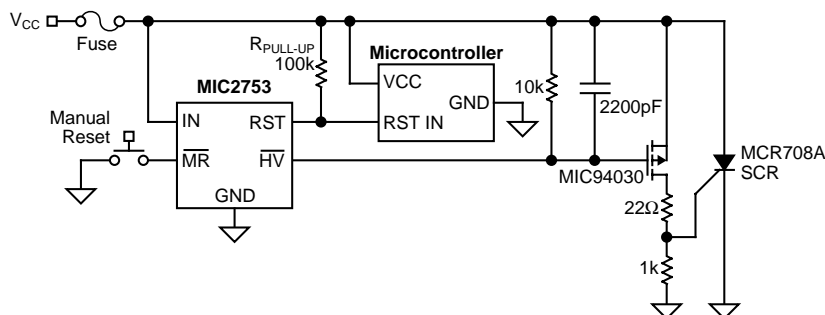 VCC
Fuse
RPULL-UP
100k
Microcontroller
MIC2753
VCC
GND
10k
2200pF
Manual
Reset
IN
RST
RST IN
MR
HV
GND
MIC94030
MCR708A
SCR
22Ω
1k